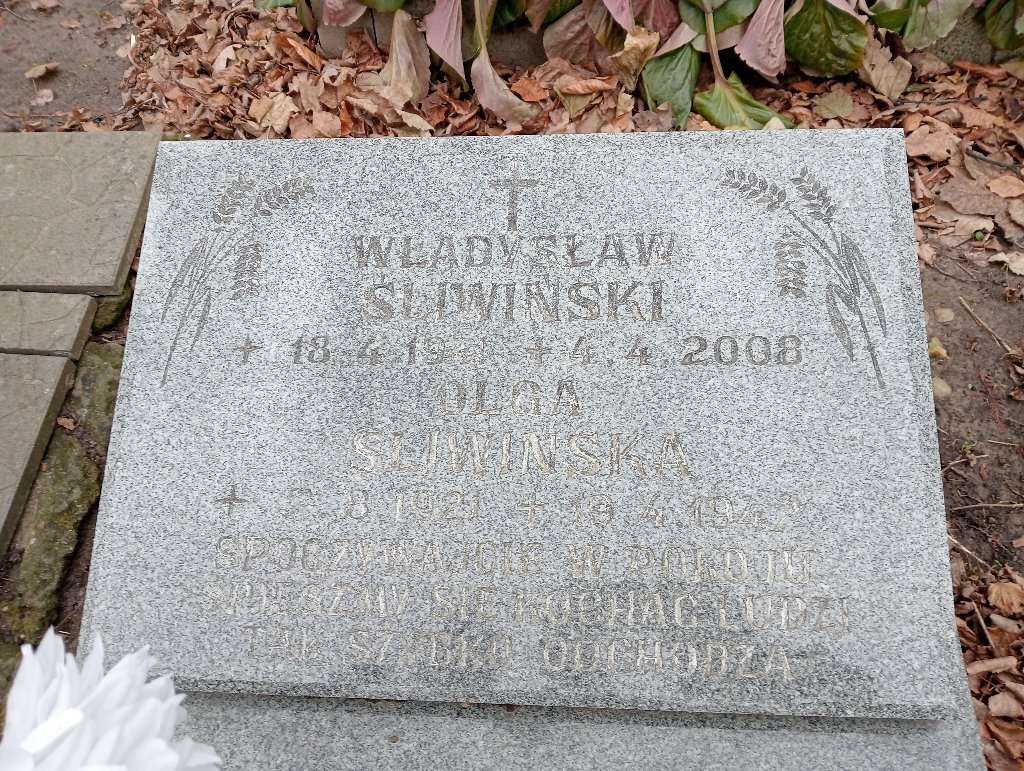 WŁADYSŁAW
ŚLIWIŃSKI
+ 18.4.1941 + 4.4.2008
OLGA
ŚLIWIŃSKA
+ 2.8.1921 + 19.4.1942
SPOCZYWAJCIE W POKOJU
SPIESZMY SIĘ KOCHAĆ LUDZI
TAK SZYBKO ODCHODZĄ